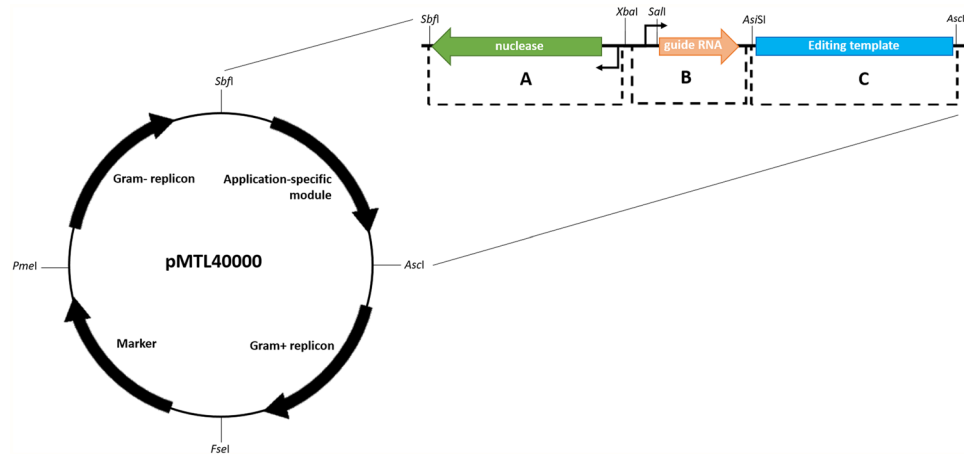 SbfI
XbaI
SalI
AsiSI
AscI
nuclease
guide RNA
Editing template
A
B
C
SbfI
Gram- replicon
Application-specific
module
PmeI
pMTL40000
AscI
Marker
Gram+ replicon
FseI